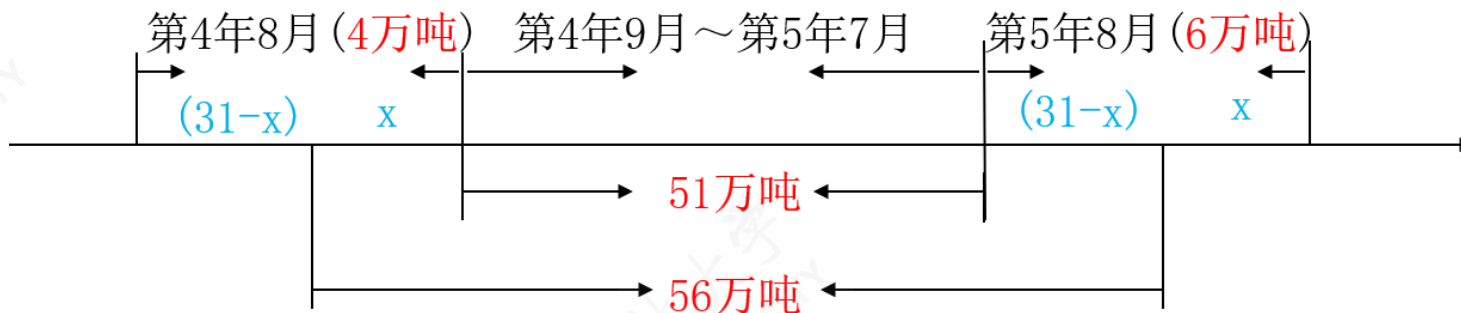 第4年8月(4万吨) 第4年9月～第5年7月 第5年8月(6万吨)
(31-x) x (31-x) x
51万吨
56万吨